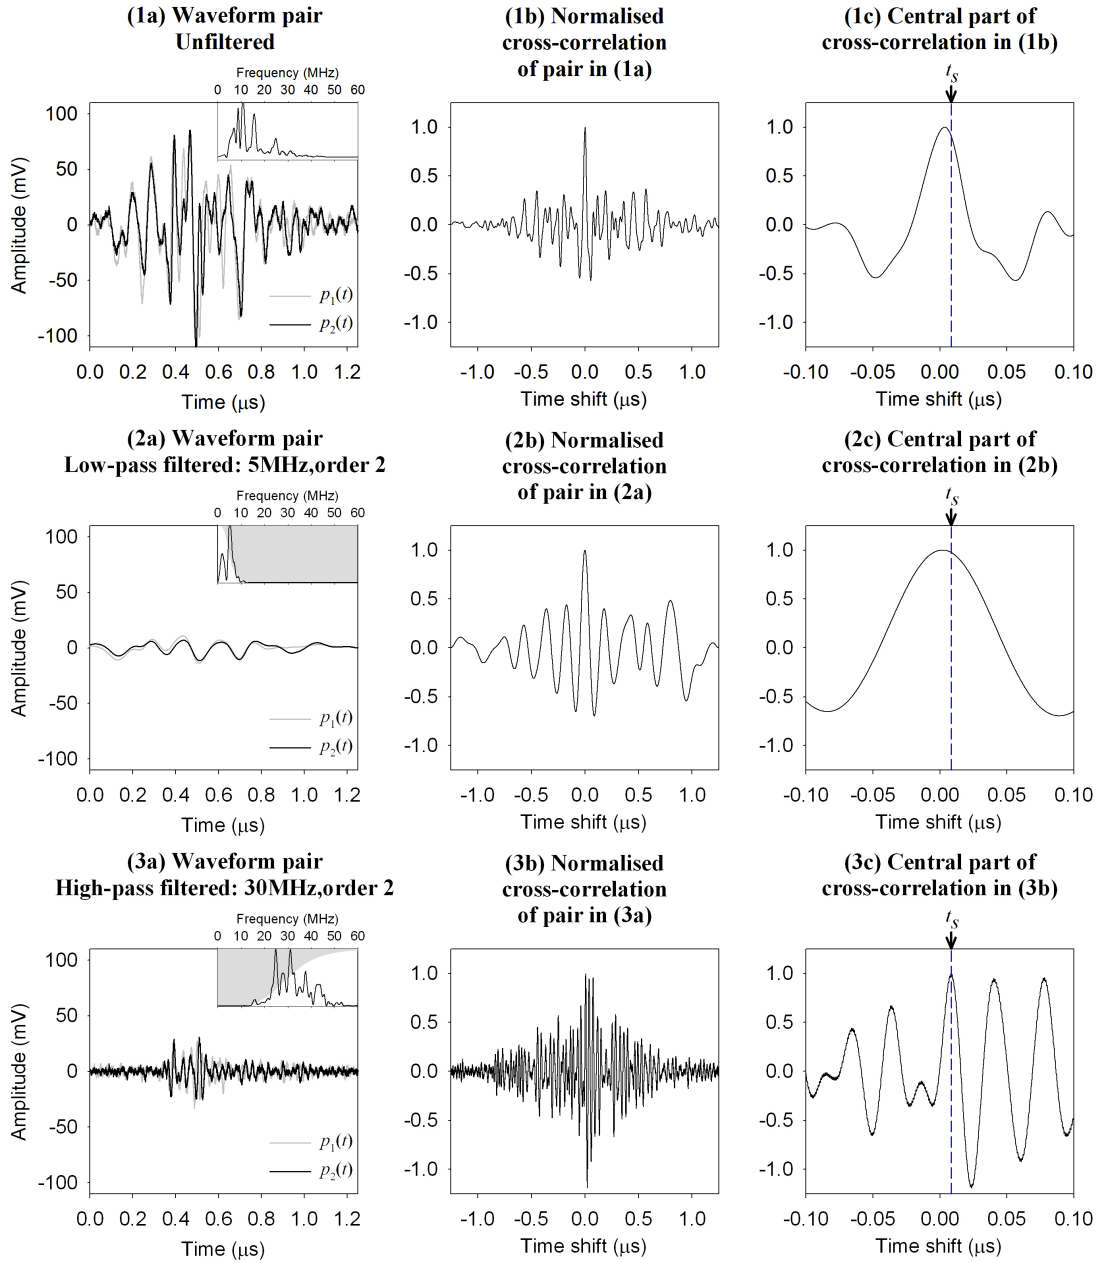 (1a) Waveform pair
Unfiltered
(1b) Normalised
cross-correlation
of pair in (1a)
(1c) Central part of
cross-correlation in (1b)
tS
Frequency (MHz)
0 10 20 30 40 50 60
100
50
0
-50
-100
Amplitude (mV)
p1(t)
p2(t)
0.0 0.2 0.4 0.6 0.8 1.0 1.2
Time (μs)
1.0
0.5
0.0
-0.5
-1.0
-1.0 -0.5 0.0 0.5 1.0
Time shift (μs)
1.0
0.5
0.0
-0.5
-1.0
-0.10 -0.05 0.00 0.05 0.10
Time shift (μs)
(2a) Waveform pair
Low-pass filtered: 5MHz,order 2
(2b) Normalised
cross-correlation
of pair in (2a)
(2c) Central part of
cross-correlation in (2b)
tS
Frequency (MHz)
0 10 20 30 40 50 60
100
50
0
-50
-100
Amplitude (mV)
p1(t)
p2(t)
0.0 0.2 0.4 0.6 0.8 1.0 1.2
Time (μs)
1.0
0.5
0.0
-0.5
-1.0
-1.0 -0.5 0.0 0.5 1.0
Time shift (μs)
1.0
0.5
0.0
-0.5
-1.0
-0.10 -0.05 0.00 0.05 0.10
Time shift (μs)
(3a) Waveform pair
High-pass filtered: 30MHz,order 2
(3b) Normalised
cross-correlation
of pair in (3a)
(3c) Central part of
cross-correlation in (3b)
tS
Frequency (MHz)
0 10 20 30 40 50 60
100
50
0
-50
-100
Amplitude (mV)
p1(t)
p2(t)
0.0 0.2 0.4 0.6 0.8 1.0 1.2
Time (μs)
1.0
0.5
0.0
-0.5
-1.0
-1.0 -0.5 0.0 0.5 1.0
Time shift (μs)
1.0
0.5
0.0
-0.5
-1.0
-0.10 -0.05 0.00 0.05 0.10
Time shift (μs)